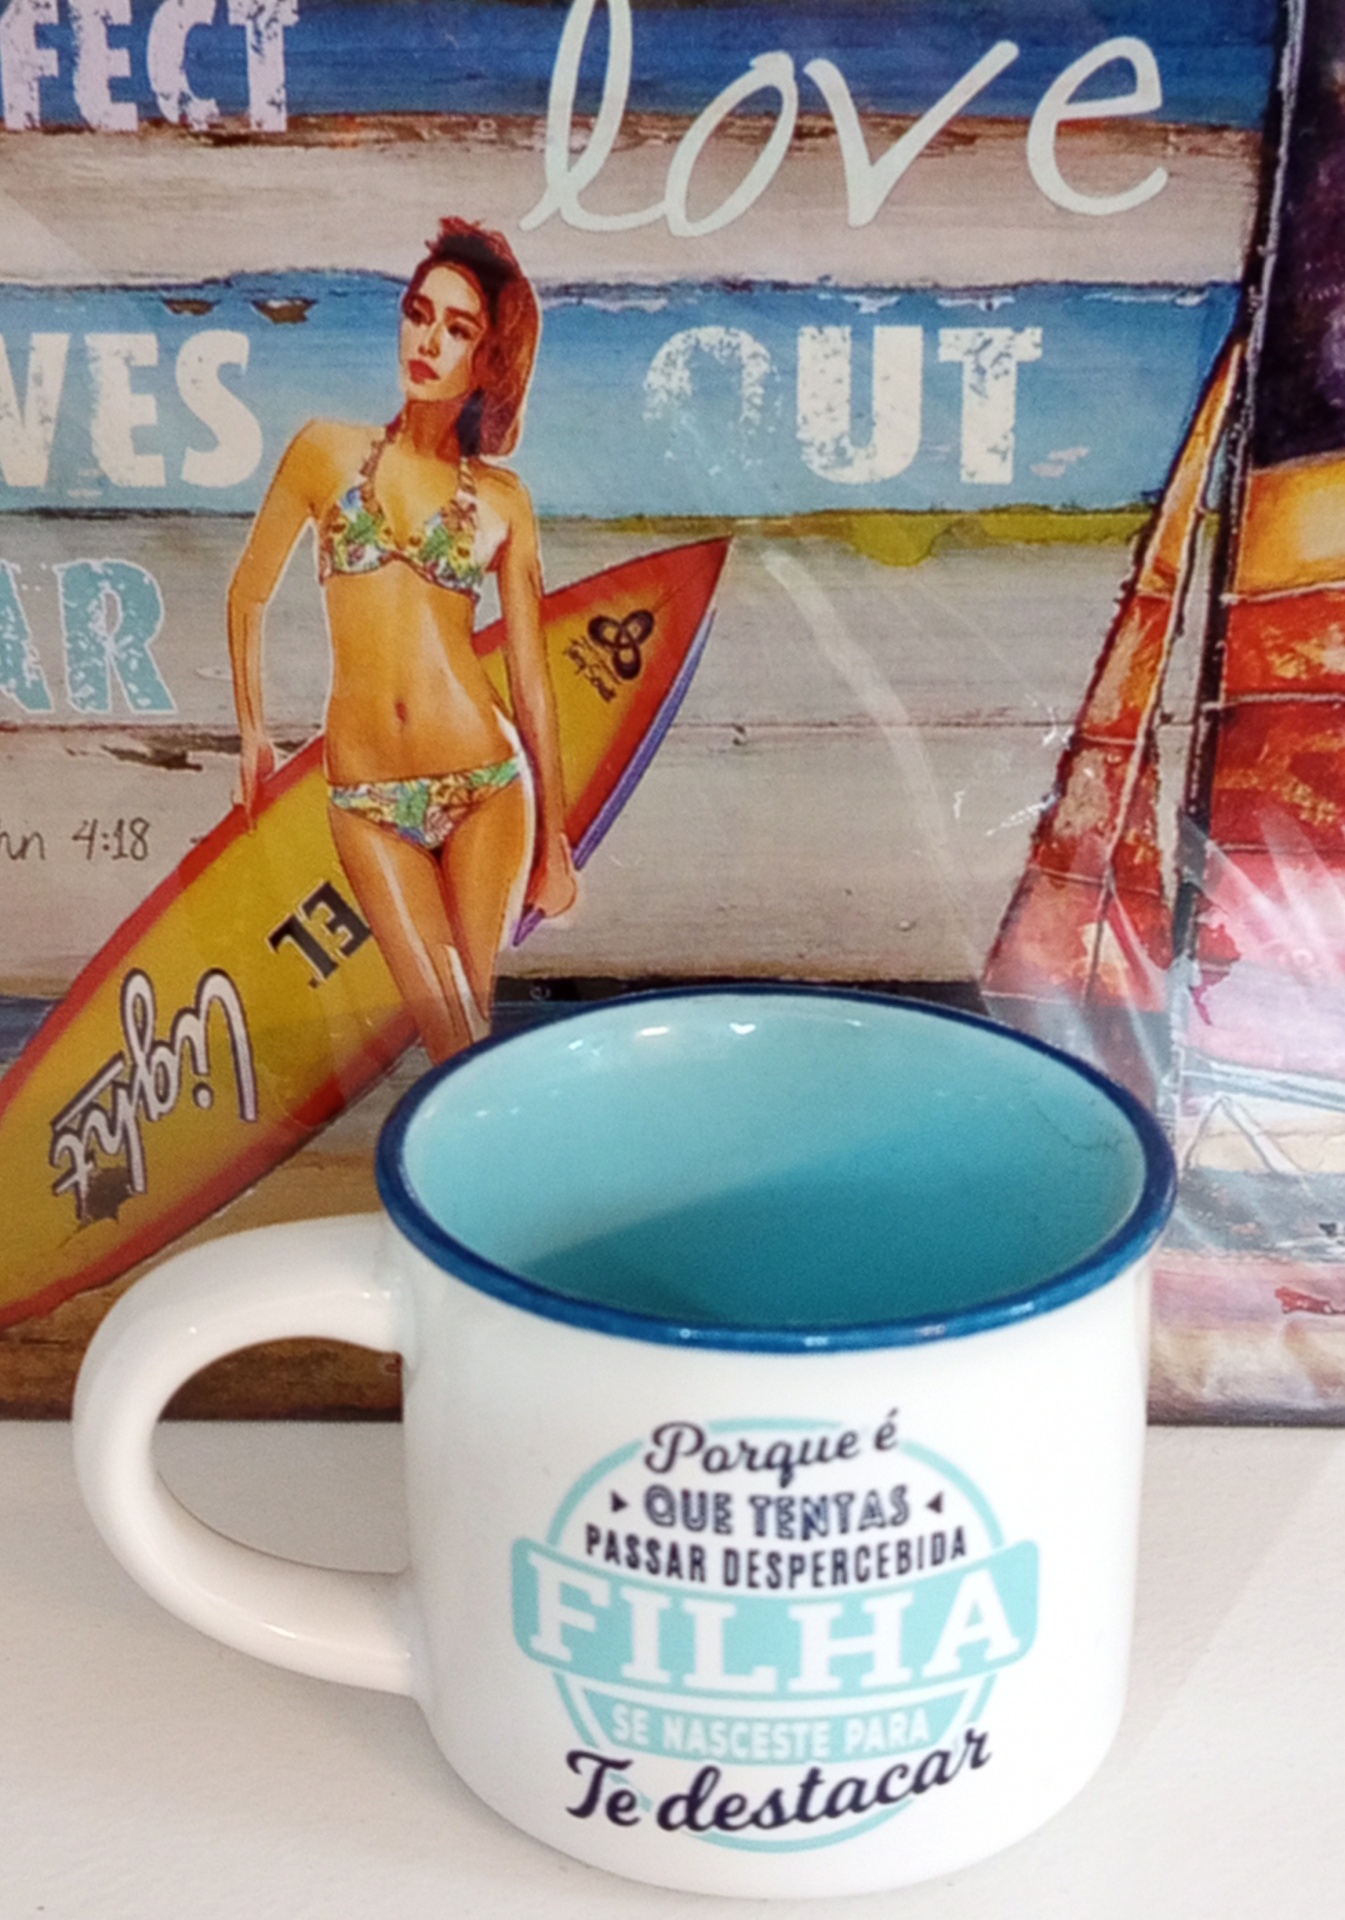 FECT love
VES OUT
AR
hn 4:18
EL
Light
Porque é
QUE TENTAS
PASSAR DESPERCEBIDA
FILHA
SE NASCESTE PARA
Te destacar